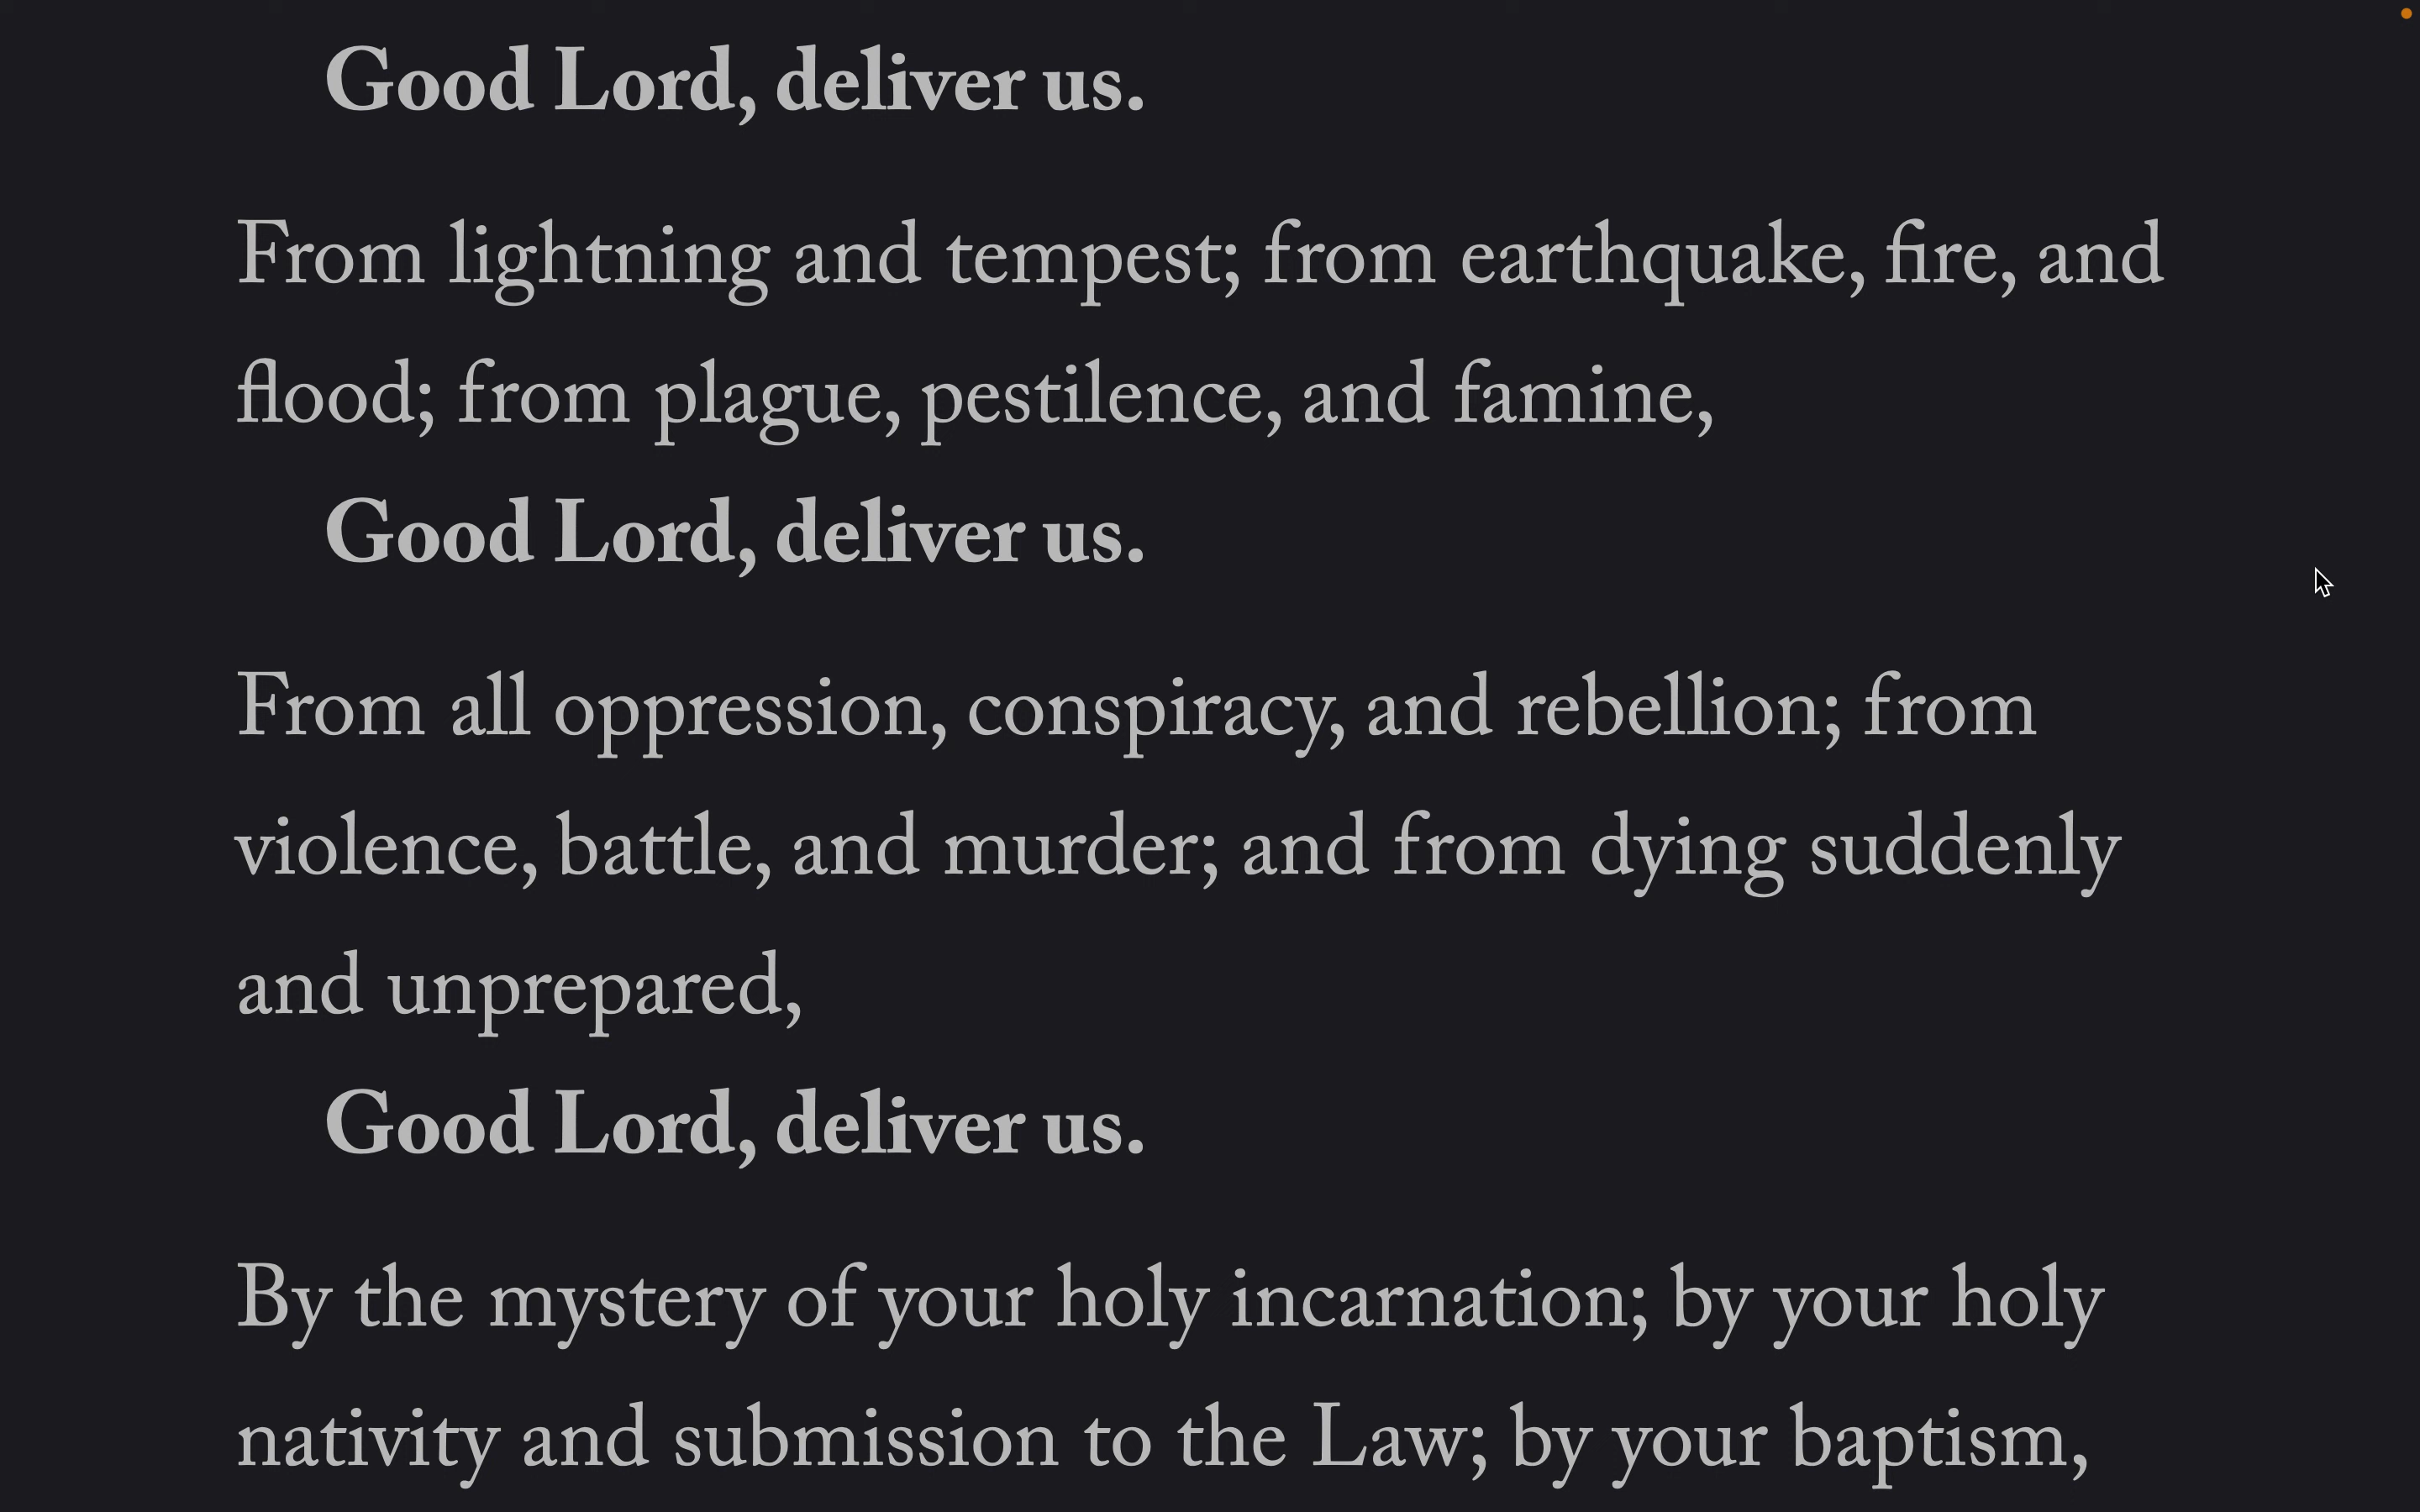 Good Lord, deliver us.
From lightning and tempest; from earthquake, fire, and
flood; from plague, pestilence, and famine,
Good Lord, deliver us.
From all oppression, conspiracy, and rebellion; from
violence, battle, and murder; and from dying suddenly
and unprepared,
Good Lord, deliver us.
By the mystery of your holy incarnation; by your holy
nativity and submission to the Law; by your baptism,